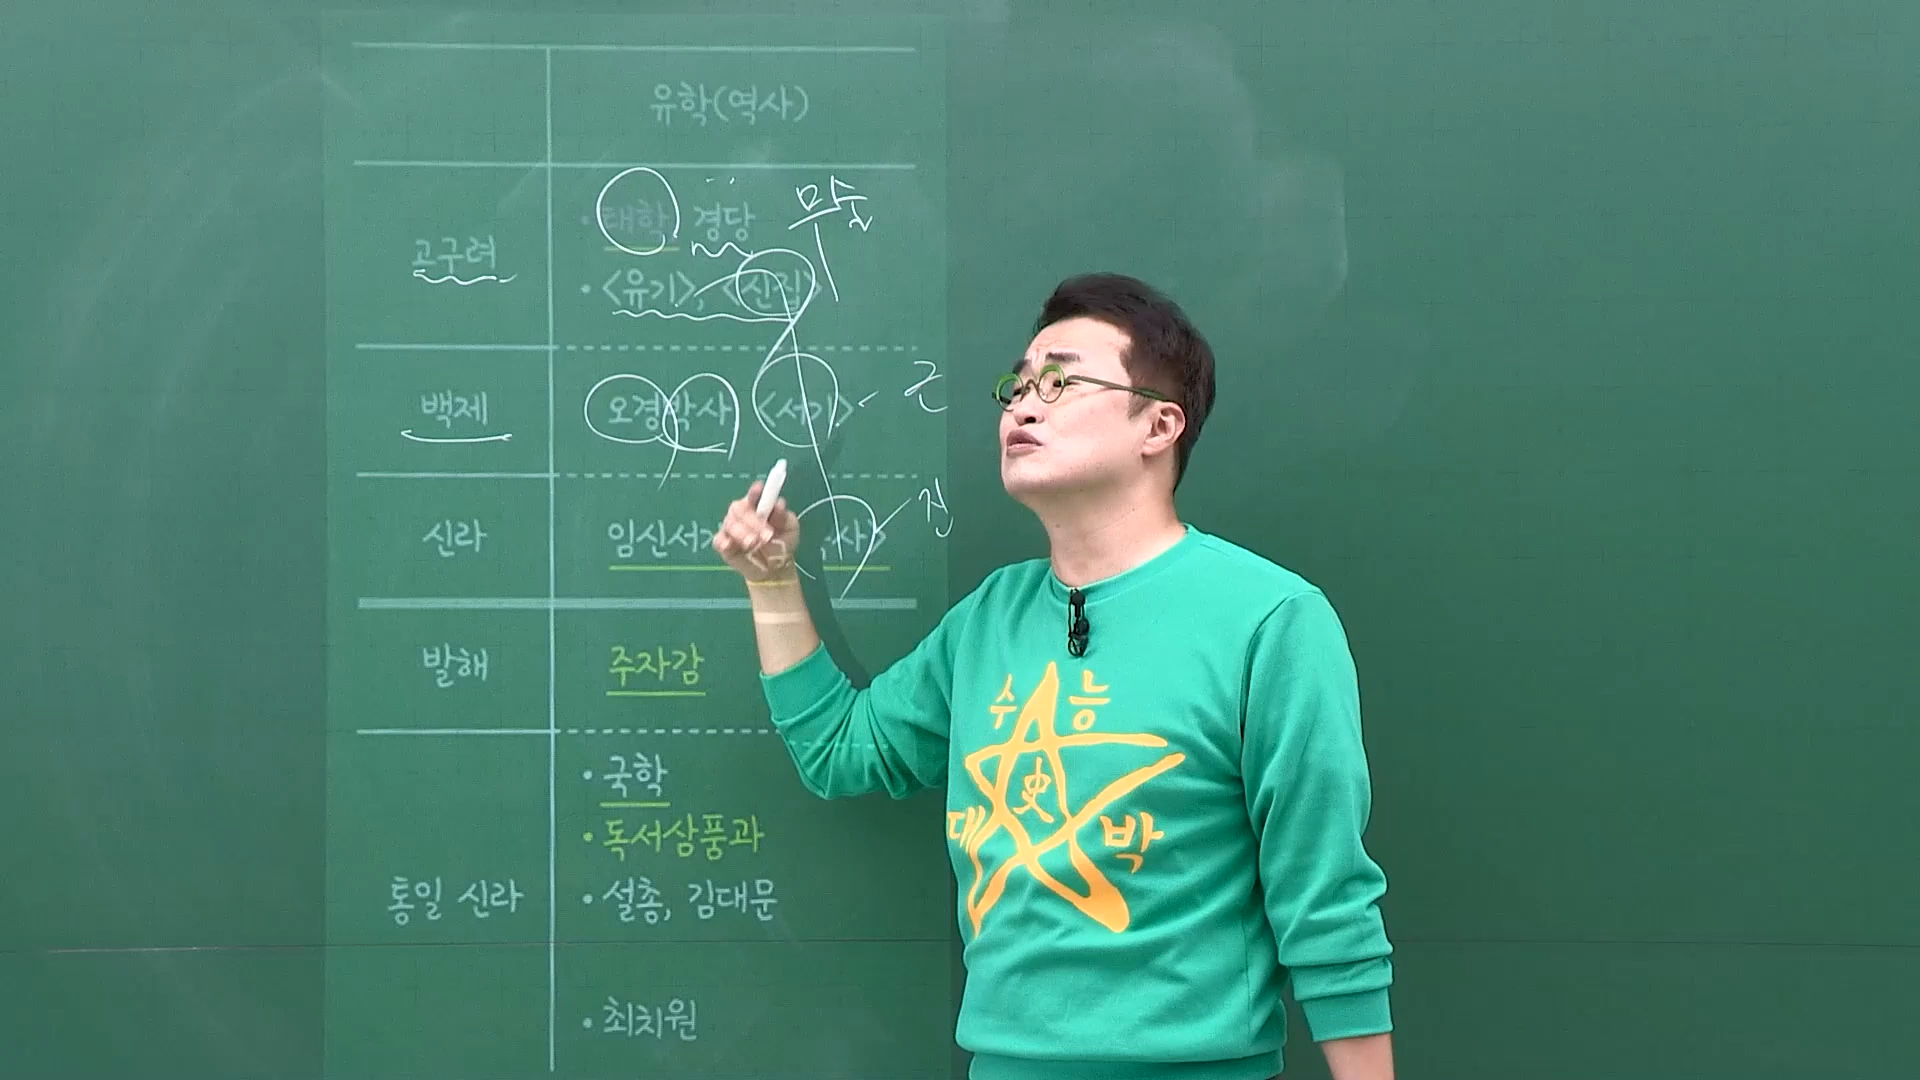 유학(역사)
고구려
· 태학, 경당 무술
· <유기>, <신집>
백제
오경박사 <서기> 근
신라
임신서기 사> 진
발해
주자감
통일 신라
· 국학
· 독서삼품과
· 설총, 김대문
· 최치원
수능
史
대박